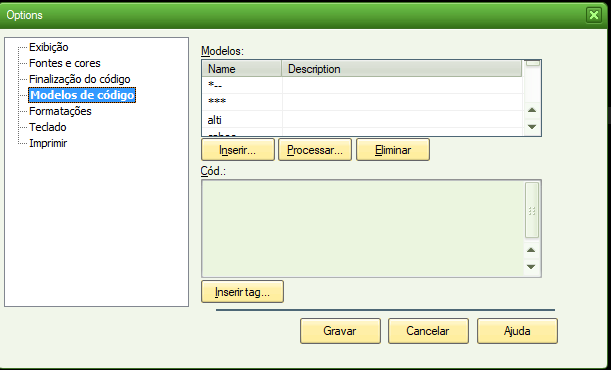 Options
Exibição
Fontes e cores
Finalização do código
Modelos de código
Formatações
Teclado
Imprimir
Modelos:
Name Description
*--
***
alti
Inserir... Processar... Eliminar
Cód.:
Inserir tag...
Gravar Cancelar Ajuda